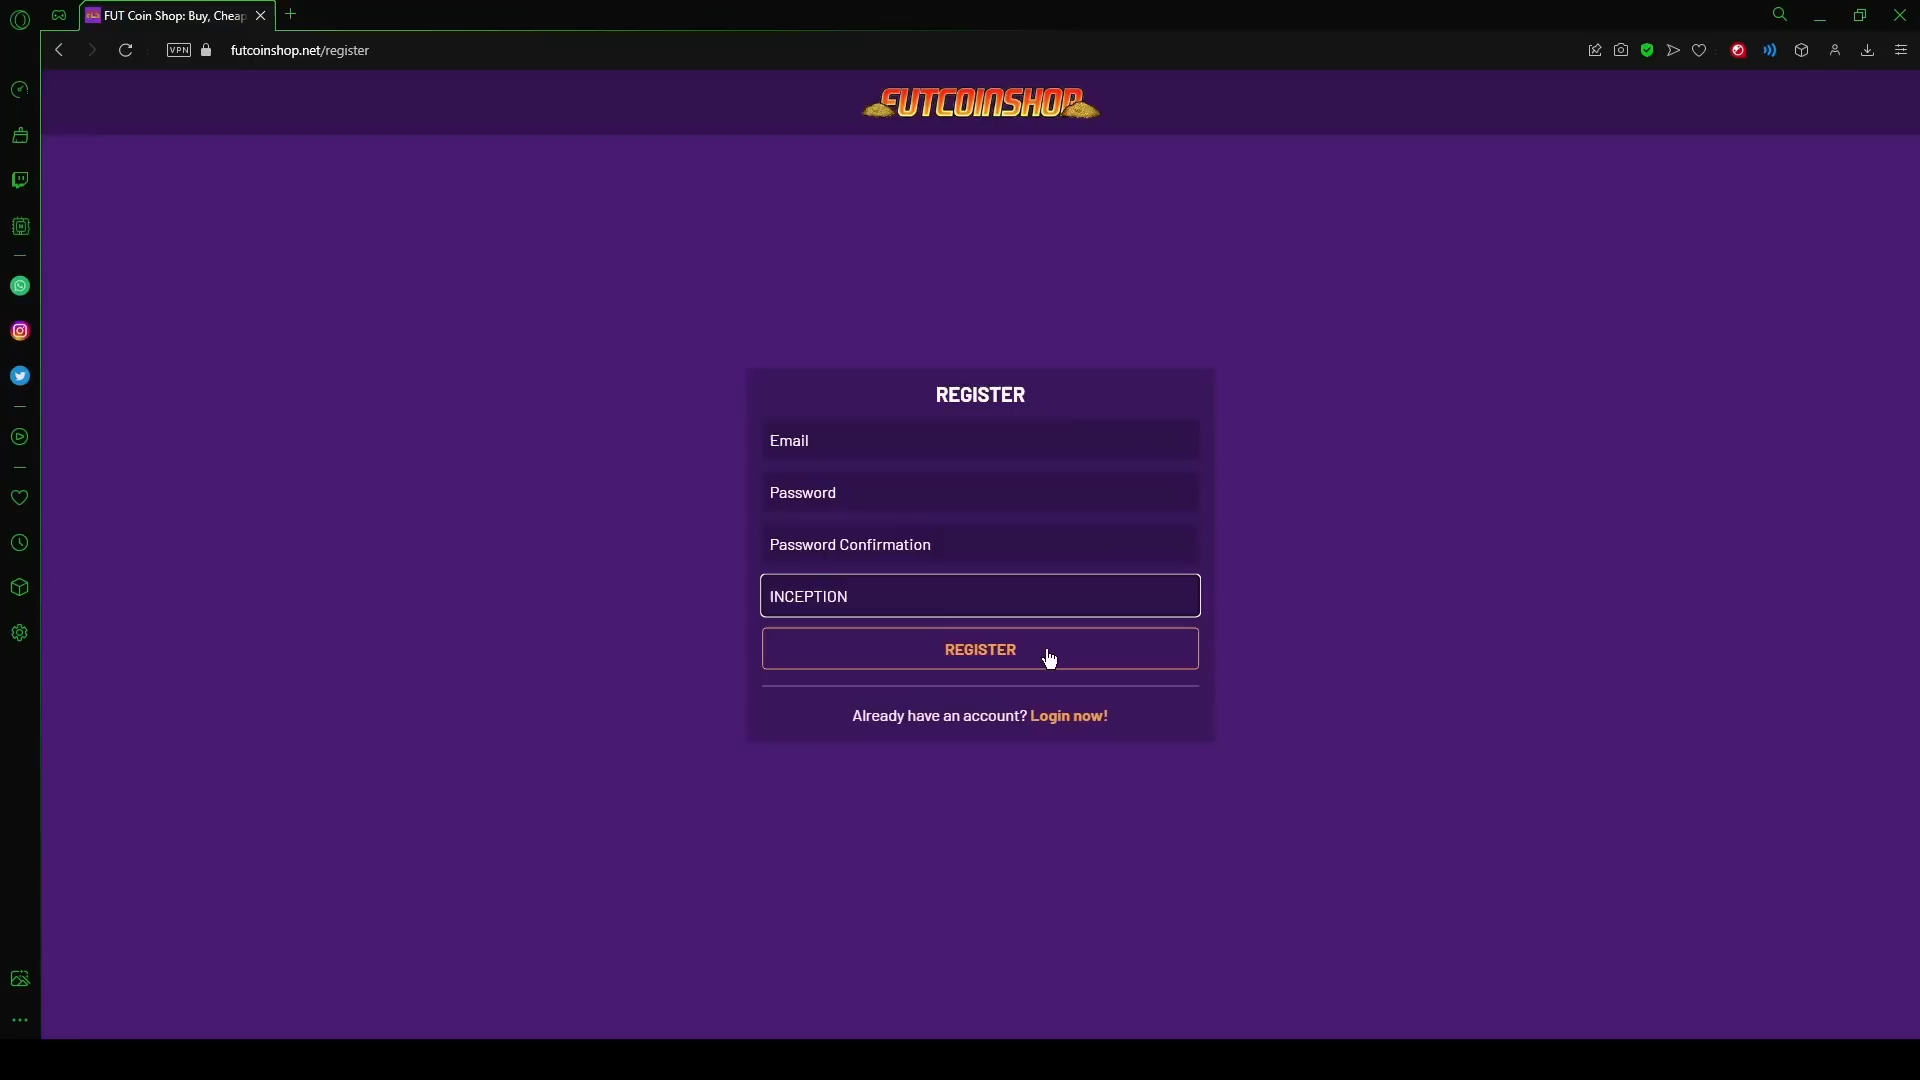 FUT Coin Shop: Buy, Cheap
VPN
futcoinshop.net/register
FUTCOINSHOP
REGISTER
Email
Password
Password Confirmation
INCEPTION
REGISTER
Already have an account? Login now!